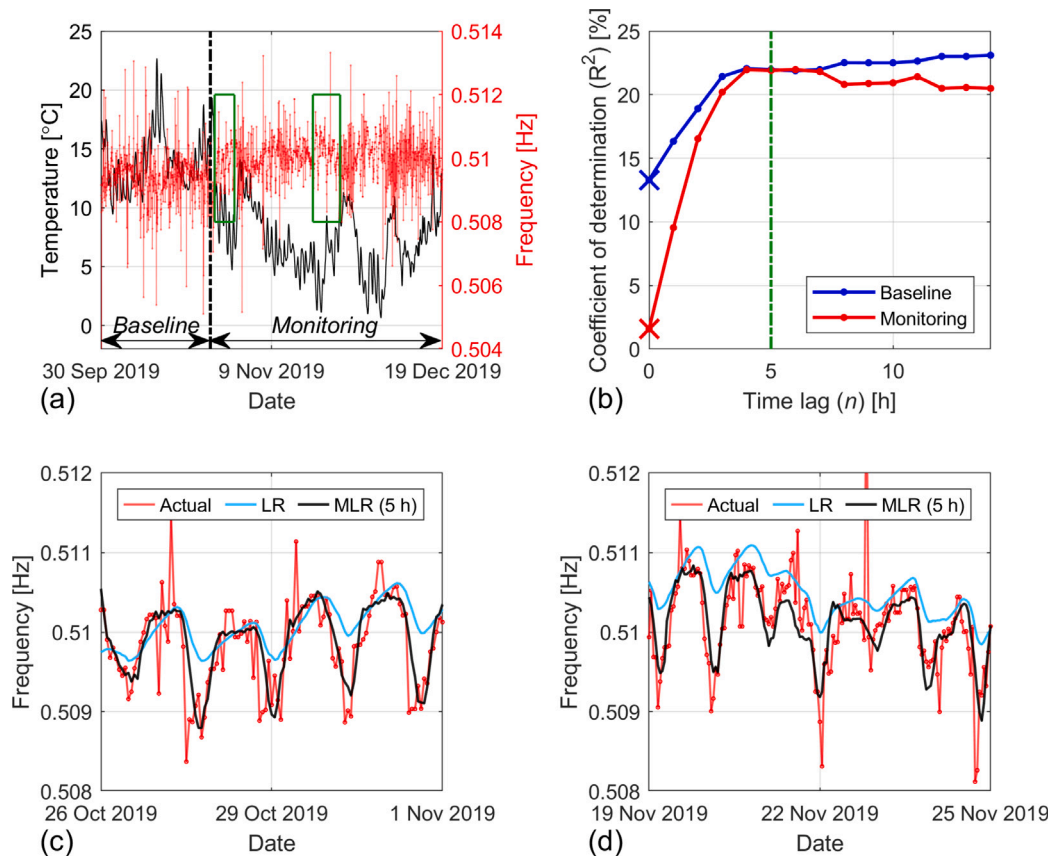 25
20
15
10
5
0
Temperature [°C]
0.514
0.512
0.51
0.508
0.506
0.504
Frequency [Hz]
Baseline
Monitoring
30 Sep 2019
9 Nov 2019
19 Dec 2019
Date
(a)
25
20
15
10
5
0
Coefficient of determination (R²) [%]
Baseline
Monitoring
0
5
10
Time lag (n) [h]
(b)
0.512
0.511
0.51
0.509
0.508
Frequency [Hz]
Actual
LR
MLR (5 h)
26 Oct 2019
29 Oct 2019
1 Nov 2019
Date
(c)
0.512
0.511
0.51
0.509
0.508
Frequency [Hz]
Actual
LR
MLR (5 h)
19 Nov 2019
22 Nov 2019
25 Nov 2019
Date
(d)